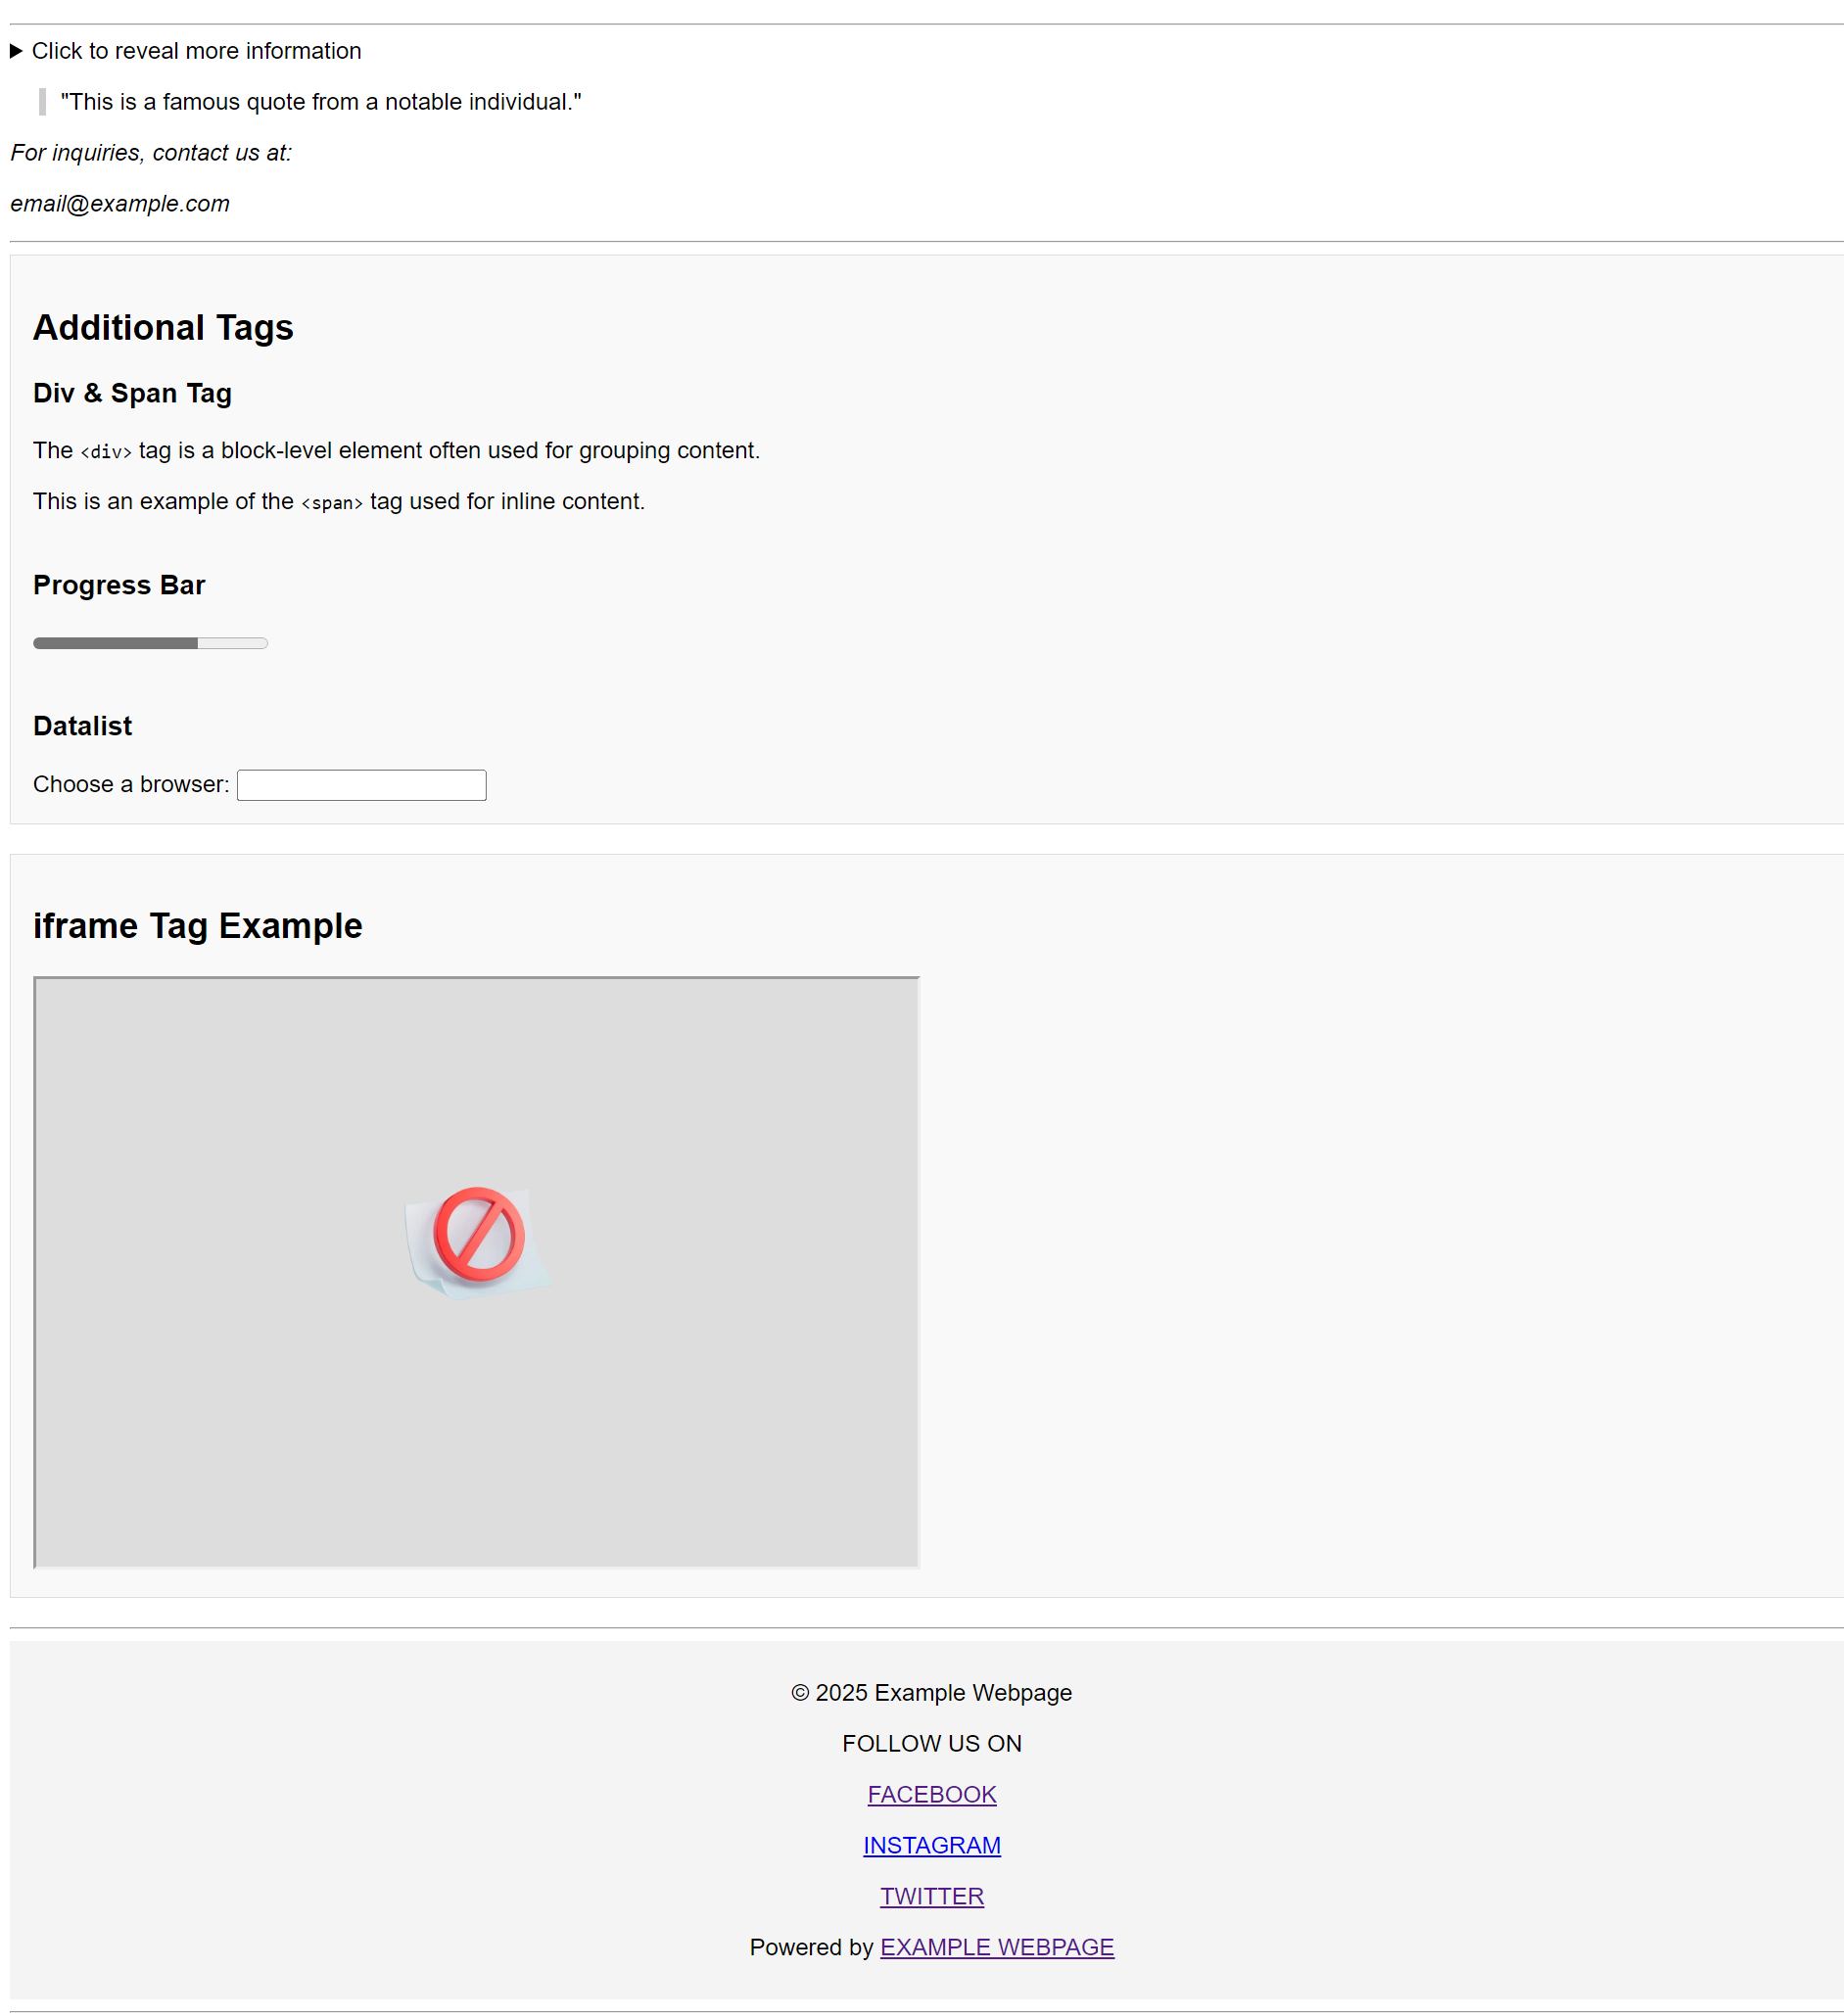 Click to reveal more information
"This is a famous quote from a notable individual."
For inquiries, contact us at:
email@example.com
Additional Tags
Div & Span Tag
The <div> tag is a block-level element often used for grouping content.
This is an example of the <span> tag used for inline content.
Progress Bar
Datalist
Choose a browser:
iframe Tag Example
© 2025 Example Webpage
FOLLOW US ON
FACEBOOK
INSTAGRAM
TWITTER
Powered by EXAMPLE WEBPAGE